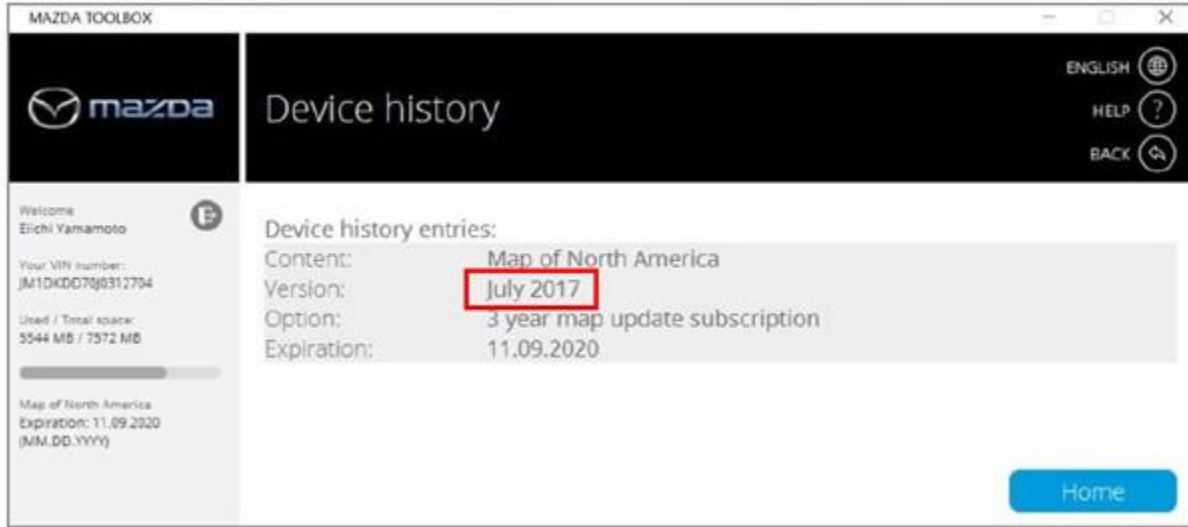 MAZDA TOOLBOX
mazda
Device history
ENGLISH
HELP ?
BACK
Welcome
Eiichi Yamamoto
Your VIN number:
JM1DKDD70J0312704
Used / Total space:
5544 MB / 7572 MB
Map of North America
Expiration: 11.09.2020
(MM.DD.YYYY)
Device history entries:
Content: Map of North America
Version: July 2017
Option: 3 year map update subscription
Expiration: 11.09.2020
Home